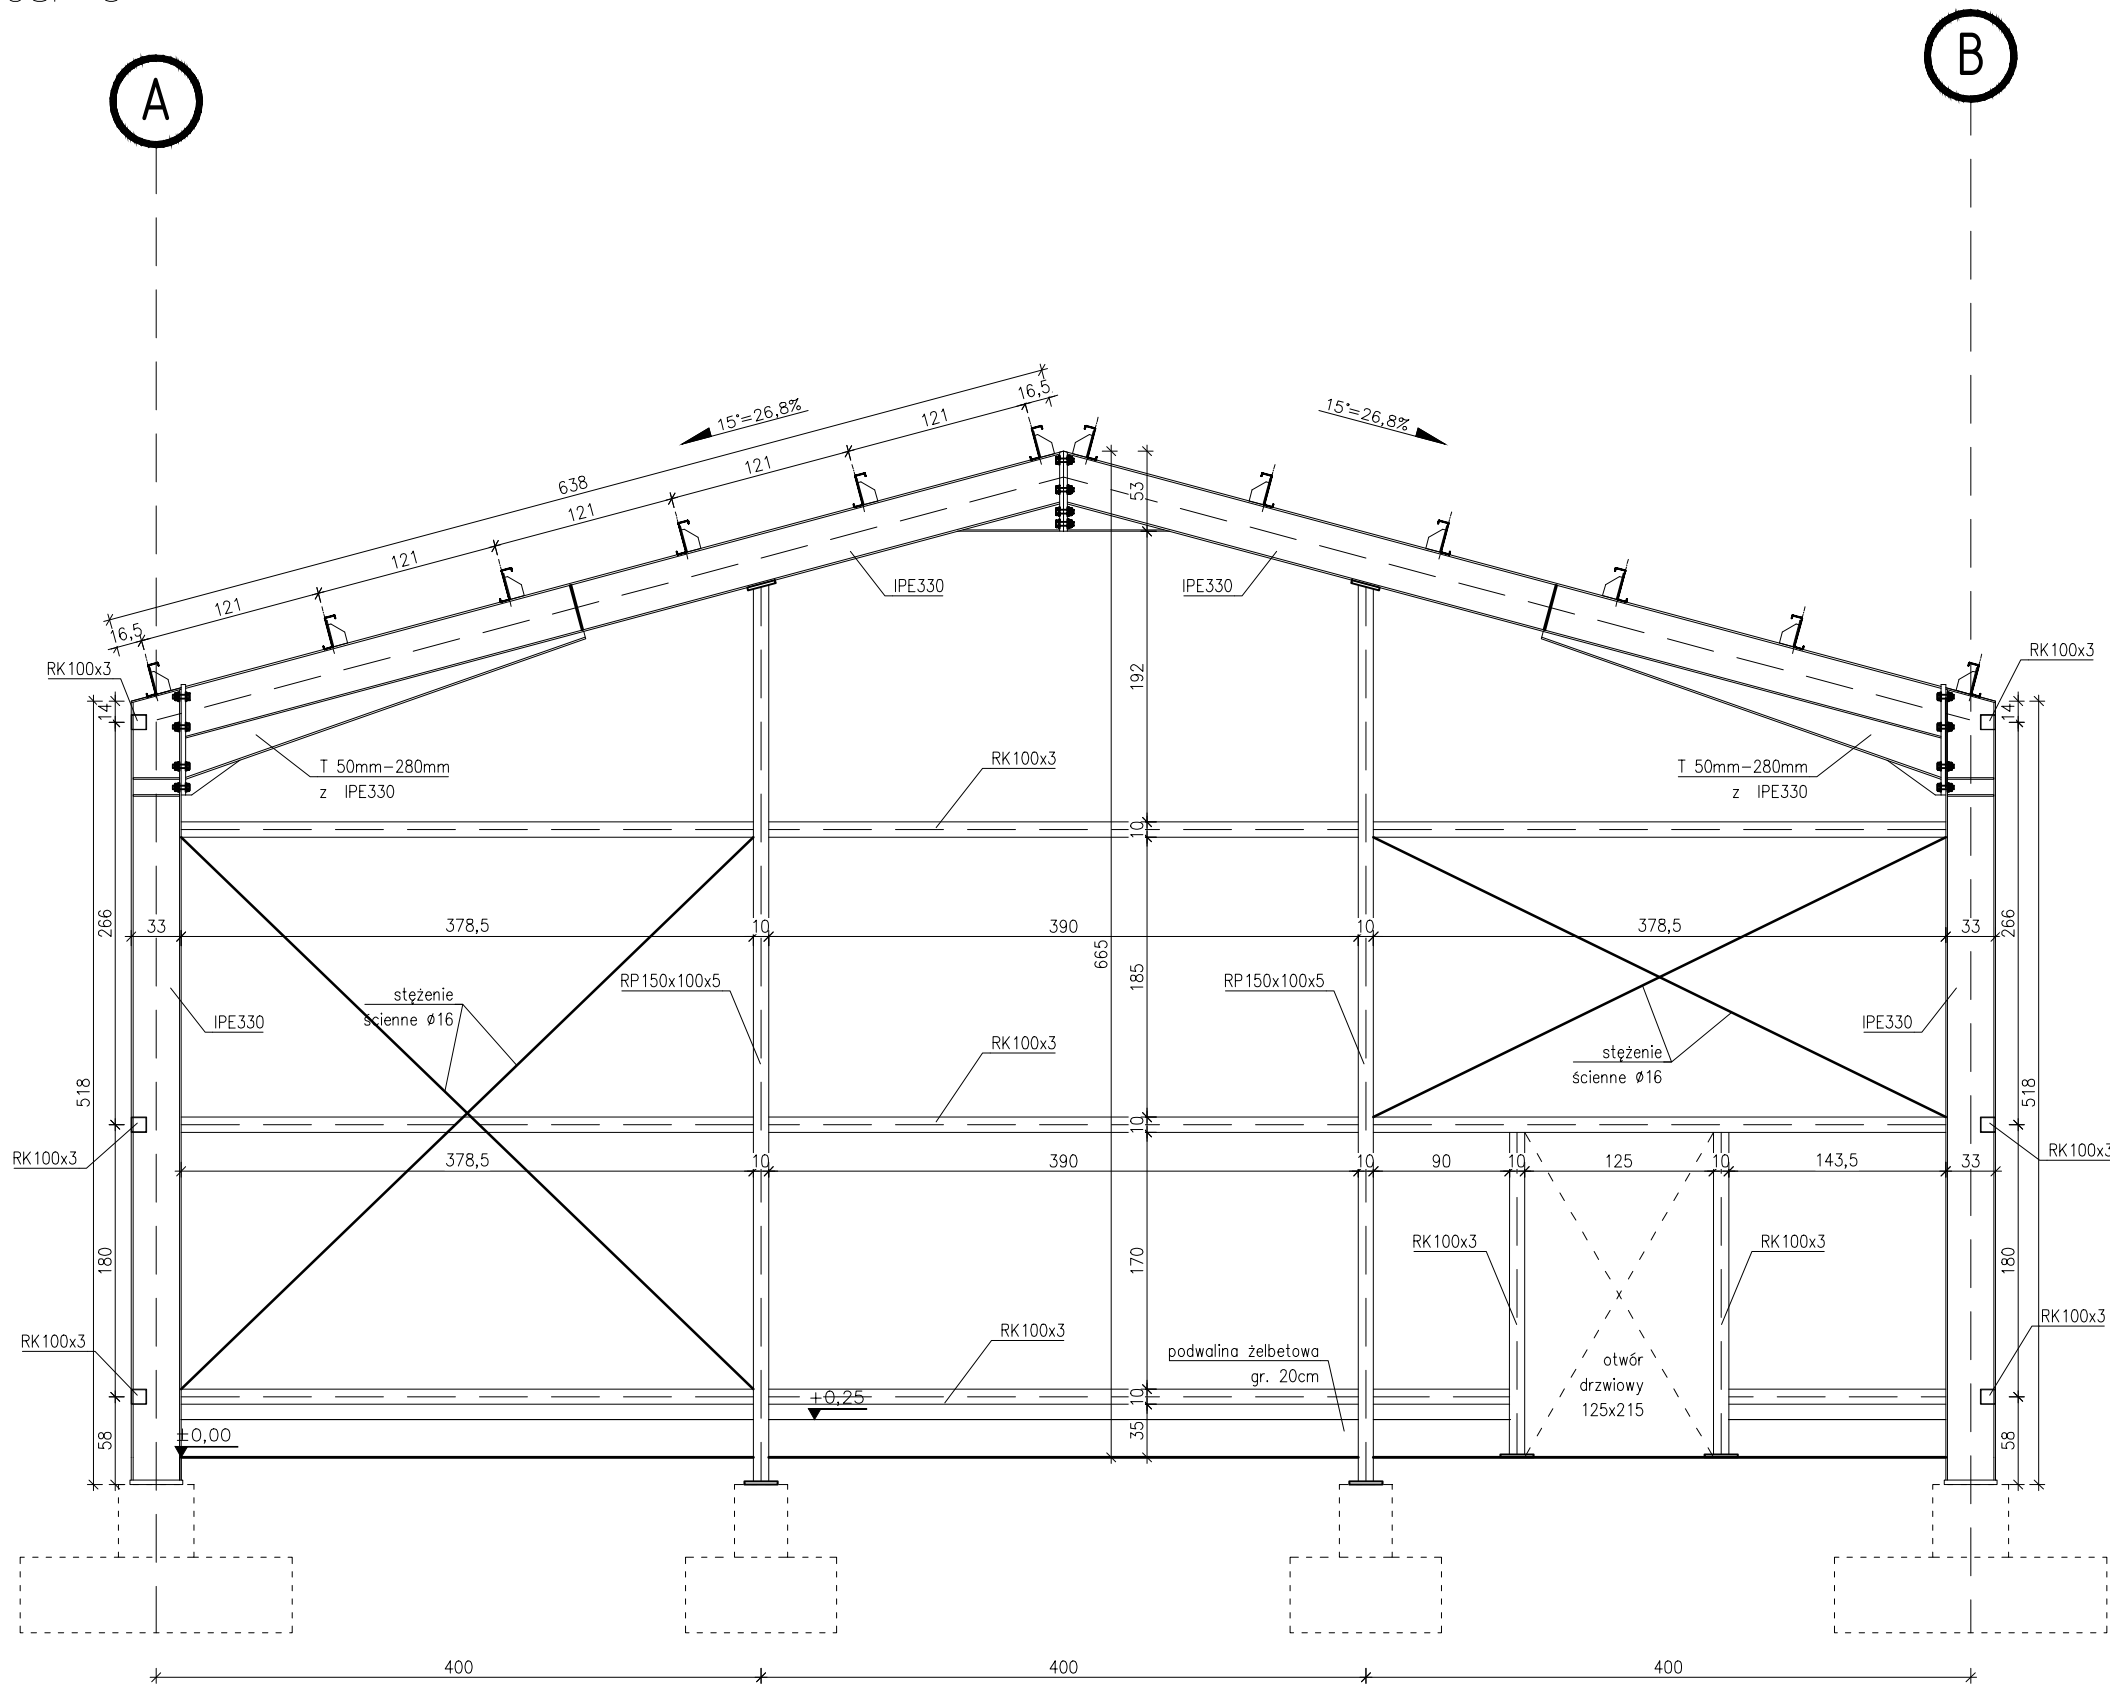 A
B
15°=26,8%
15°=26,8%
638
16,5
121
121
121
121
121
16,5
53
IPE330
IPE330
RK100x3
RK100x3
14
14
192
T 50mm-280mm
z IPE330
T 50mm-280mm
z IPE330
RK100x3
10
266
33
378,5
10
390
10
378,5
33
266
665
185
RP150x100x5
RP150x100x5
stężenie
ścienne ø16
IPE330
IPE330
stężenie
ścienne ø16
RK100x3
518
518
10
RK100x3
378,5
10
390
10
90
10
125
10
143,5
33
RK100x3
180
170
RK100x3
RK100x3
180
x
RK100x3
RK100x3
RK100x3
podwalina żelbetowa
gr. 20cm
otwór
drzwiowy
125x215
10
±0,25
±0,00
58
35
58
400
400
400